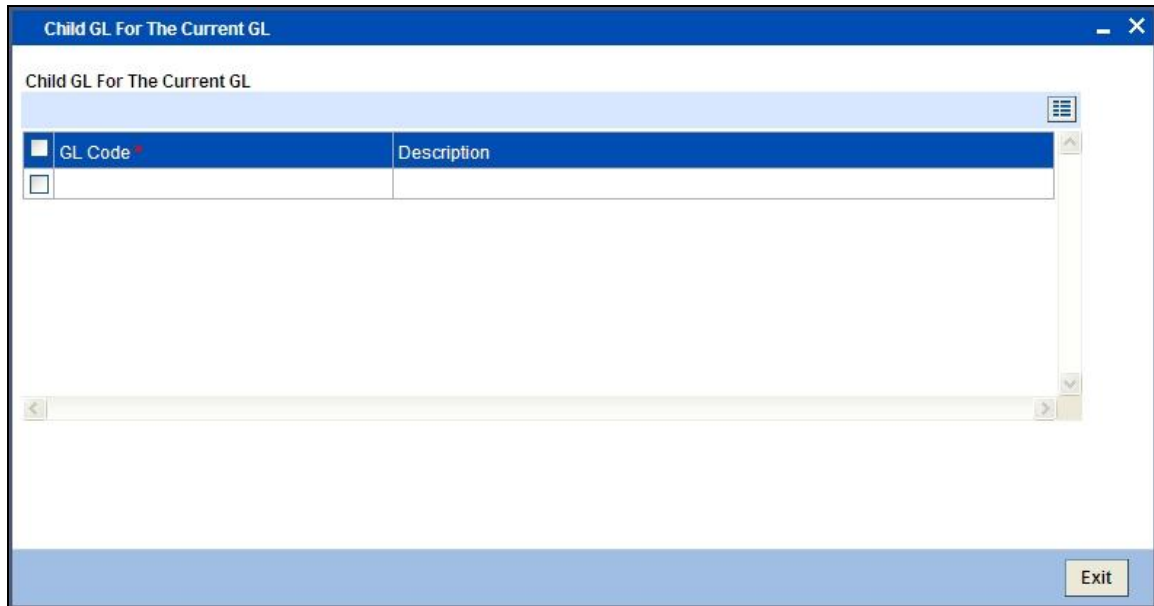 Child GL For The Current GL
Child GL For The Current GL
GL Code * Description
Exit